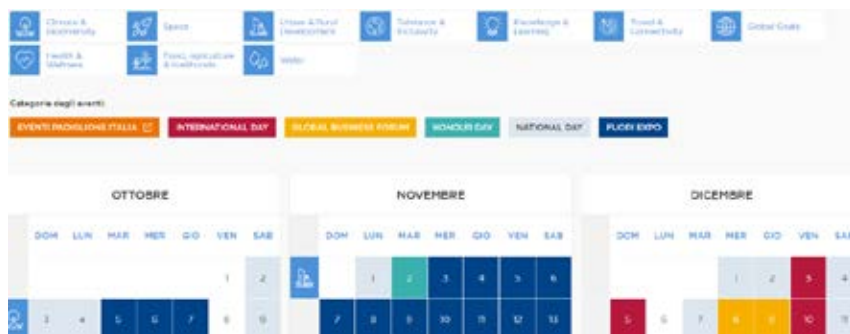 Climate & Biodiversity
Space
Urban & Rural Development
Tolerance & Inclusivity
Knowledge & Learning
Travel & Connectivity
Global Goals
Health & Wellness
Food, Agriculture & Livelihoods
Water
Categorie degli eventi
EVENTI PADIGLIONE ITALIA
INTERNATIONAL DAY
GLOBAL BUSINESS FORUM
HONOUR DAY
NATIONAL DAY
FUORI EXPO
OTTOBRE
DOM LUN MAR MER GIO VEN SAB
1 2
3 4 5 6 7 8 9
NOVEMBRE
DOM LUN MAR MER GIO VEN SAB
1 2 3 4 5 6
7 8 9 10 11 12 13
DICEMBRE
DOM LUN MAR MER GIO VEN SAB
1 2 3 4
5 6 7 8 9 10 11